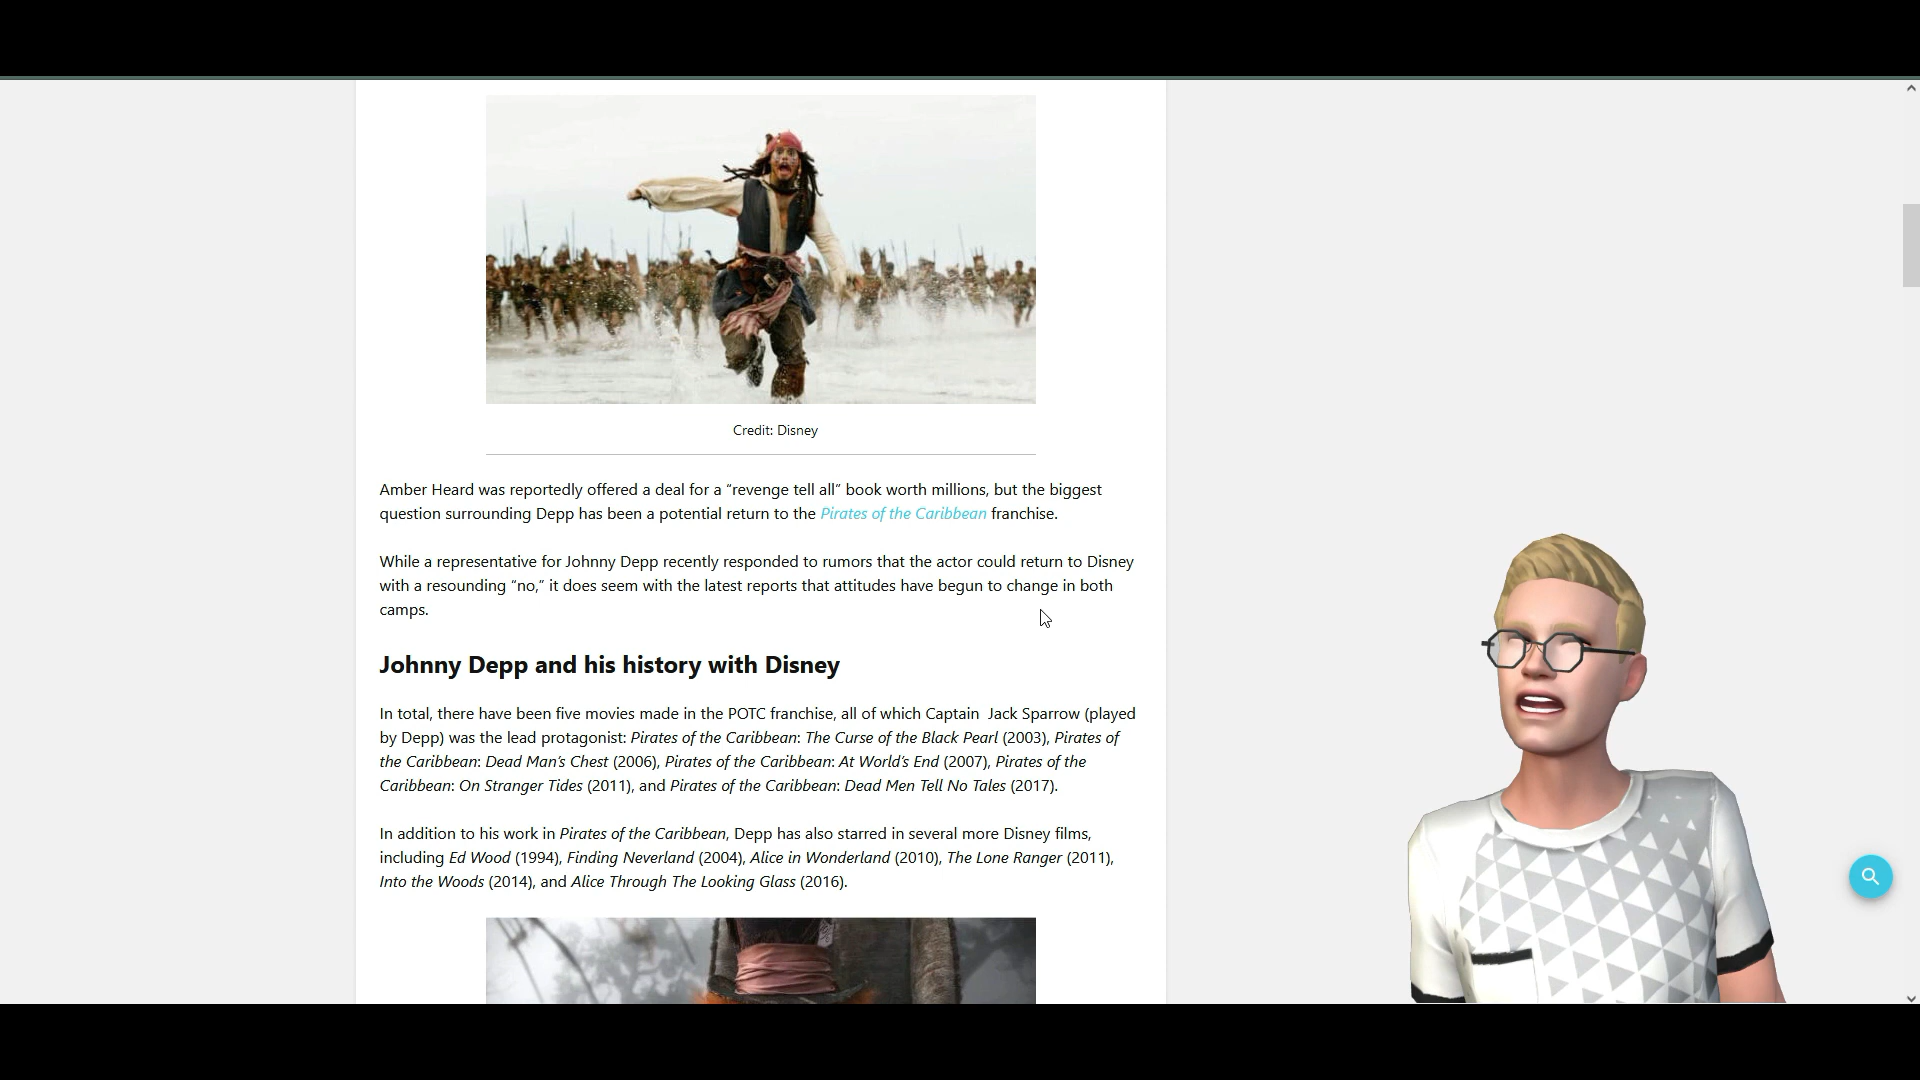 Credit: Disney
Amber Heard was reportedly offered a deal for a “revenge tell all” book worth millions, but the biggest
question surrounding Depp has been a potential return to the Pirates of the Caribbean franchise.
While a representative for Johnny Depp recently responded to rumors that the actor could return to Disney
with a resounding “no,” it does seem with the latest reports that attitudes have begun to change in both
camps.
Johnny Depp and his history with Disney
In total, there have been five movies made in the POTC franchise, all of which Captain  Jack Sparrow (played
by Depp) was the lead protagonist: Pirates of the Caribbean: The Curse of the Black Pearl (2003), Pirates of
the Caribbean: Dead Man’s Chest (2006), Pirates of the Caribbean: At World’s End (2007), Pirates of the
Caribbean: On Stranger Tides (2011), and Pirates of the Caribbean: Dead Men Tell No Tales (2017).
In addition to his work in Pirates of the Caribbean, Depp has also starred in several more Disney films,
including Ed Wood (1994), Finding Neverland (2004), Alice in Wonderland (2010), The Lone Ranger (2011),
Into the Woods (2014), and Alice Through The Looking Glass (2016).